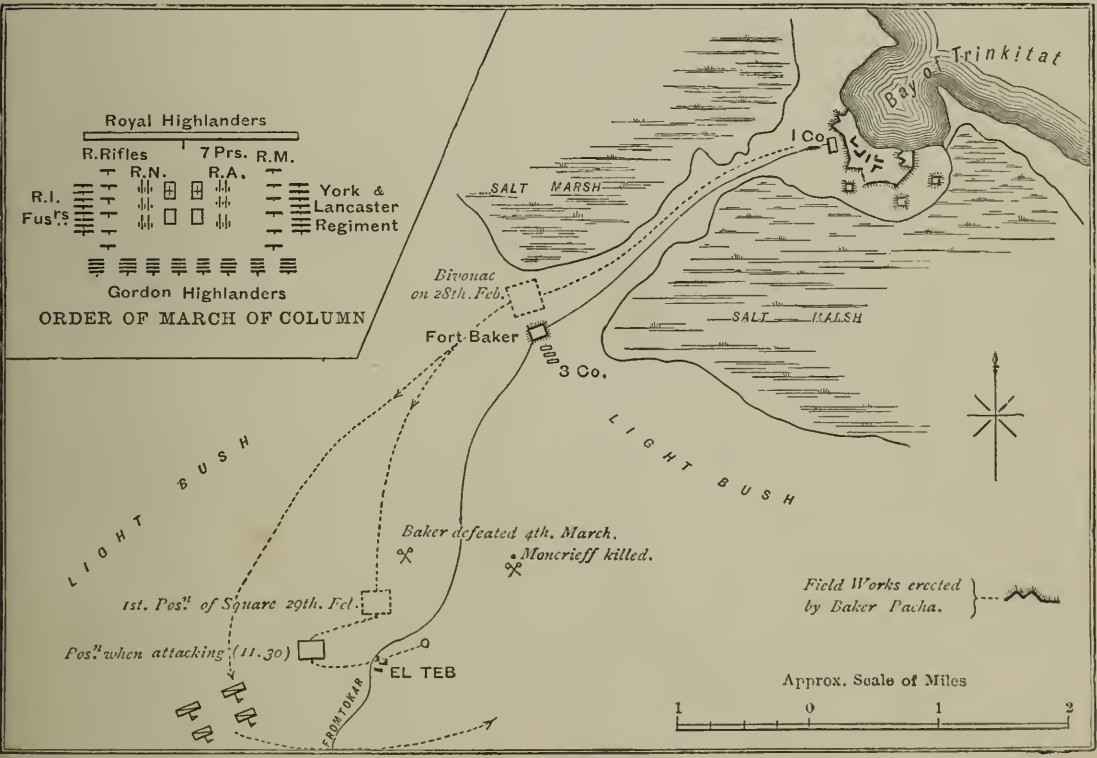 Royal Highlanders
R.Rifles 7 Prs. R.M.
R.N. R.A.
R.I.
Fusrs.
York &
Lancaster
Regiment
Gordon Highlanders
ORDER OF MARCH OF COLUMN
Bay o. Trinkitat
1 Co.
SALT MARSH
SALT MARSH
Bivouac
on 28th. Feb.
Fort Baker
3 Co.
LIGHT BUSH
LIGHT BUSH
Baker defeated 4th. March.
Moncrieff killed.
1st. Posn. of Square 29th. Feb.
Posn. when attacking (11.30)
EL TEB
FROM TOKAR
Field Works erected
by Baker Pacha.
Approx. Scale of Miles
1 0 1 2